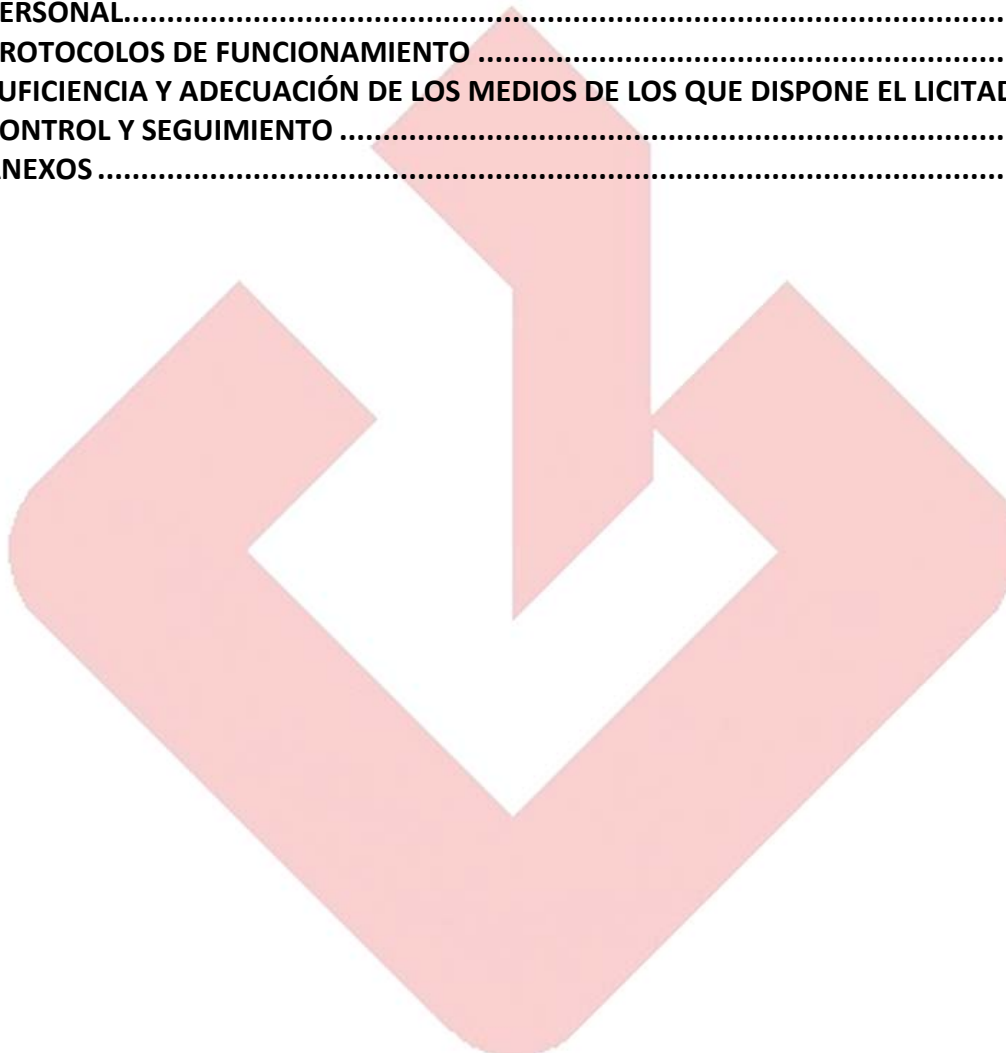 ERSONAL...............................................................................................................
ROTOCOLOS DE FUNCIONAMIENTO ...................................................................
UFICIENCIA Y ADECUACIÓN DE LOS MEDIOS DE LOS QUE DISPONE EL LICITAD
ONTROL Y SEGUIMIENTO ....................................................................................
NEXOS ..................................................................................................................